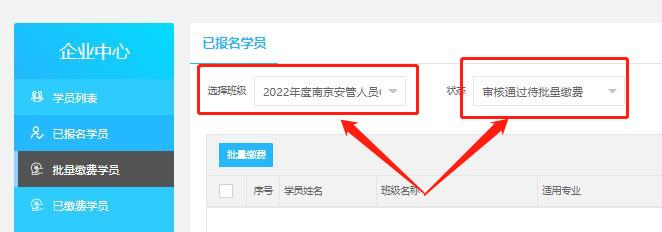 企业中心
学员列表
已报名学员
批量缴费学员
已缴费学员
已报名学员
选择班级 2022年度南京安管人员 状态 审核通过待批量缴费
批量缴费
序号 学员姓名 班级名称 适用专业